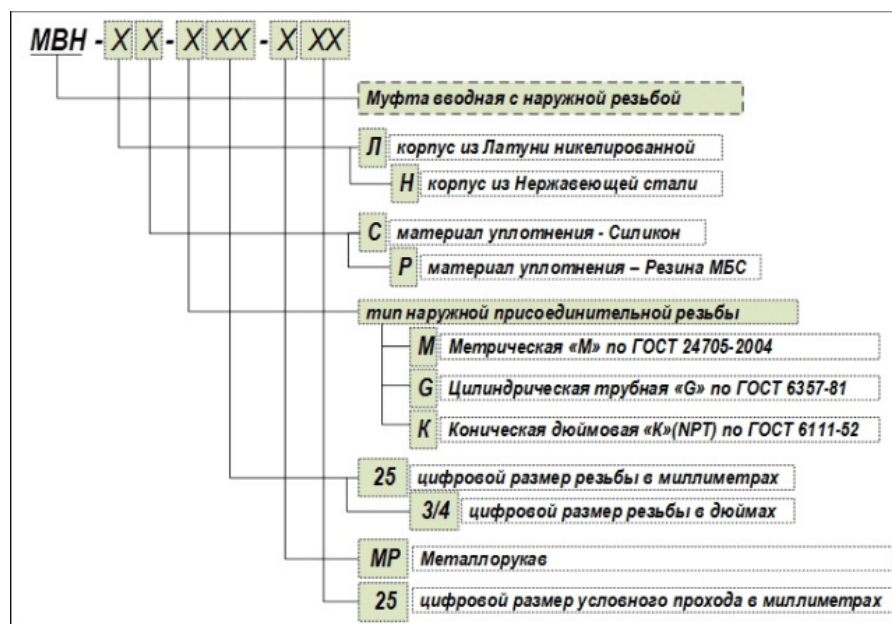 МВН - Х Х - Х ХХ - Х ХХ
Муфта вводная с наружной резьбой
Л корпус из Латуни никелированной
Н корпус из Нержавеющей стали
С материал уплотнения - Силикон
Р материал уплотнения – Резина МБС
тип наружной присоединительной резьбы
М Метрическая «М» по ГОСТ 24705-2004
G Цилиндрическая трубная «G» по ГОСТ 6357-81
К Коническая дюймовая «К»(NPT) по ГОСТ 6111-52
25 цифровой размер резьбы в миллиметрах
3/4 цифровой размер резьбы в дюймах
МР Металлорукав
25 цифровой размер условного прохода в миллиметрах